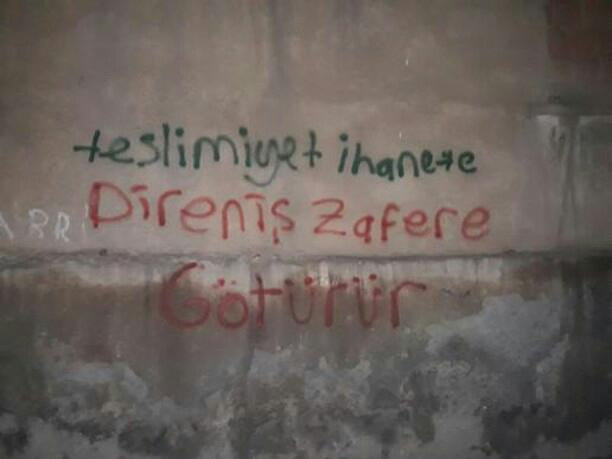 teslimiyet ihanete
Direniş zafere
Götürür